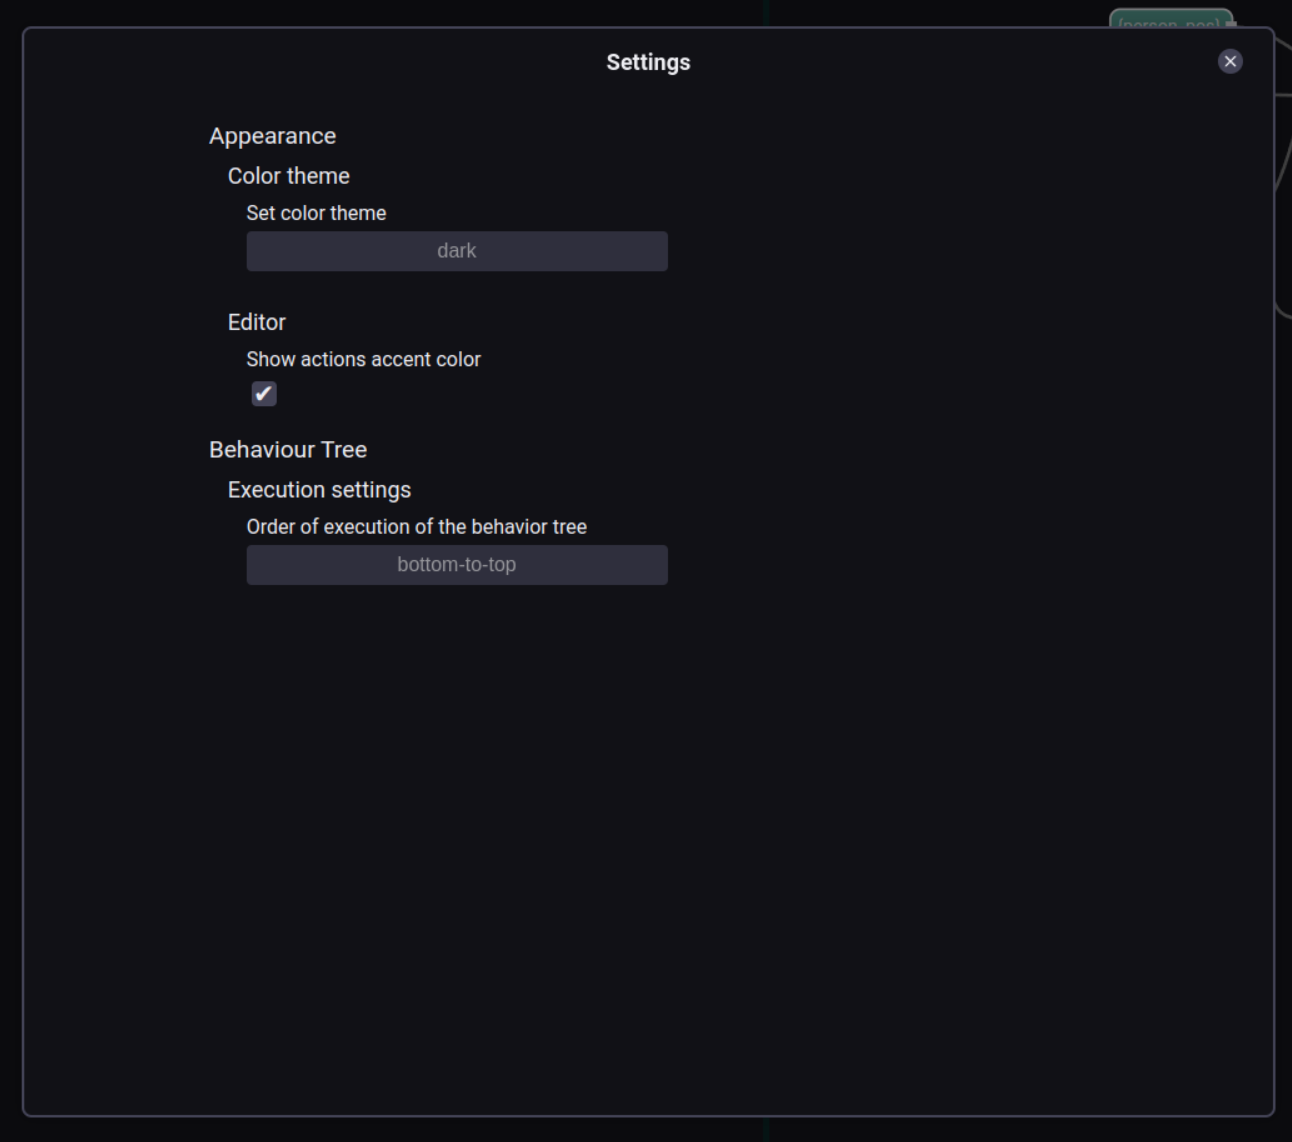 {person_pos}
Settings
Appearance
Color theme
Set color theme
dark
Editor
Show actions accent color
Behaviour Tree
Execution settings
Order of execution of the behavior tree
bottom-to-top